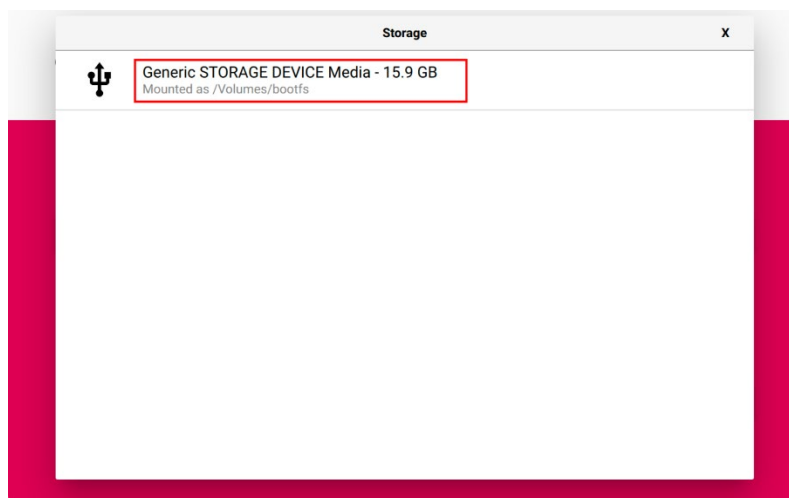 Storage
X
Generic STORAGE DEVICE Media - 15.9 GB
Mounted as /Volumes/bootfs